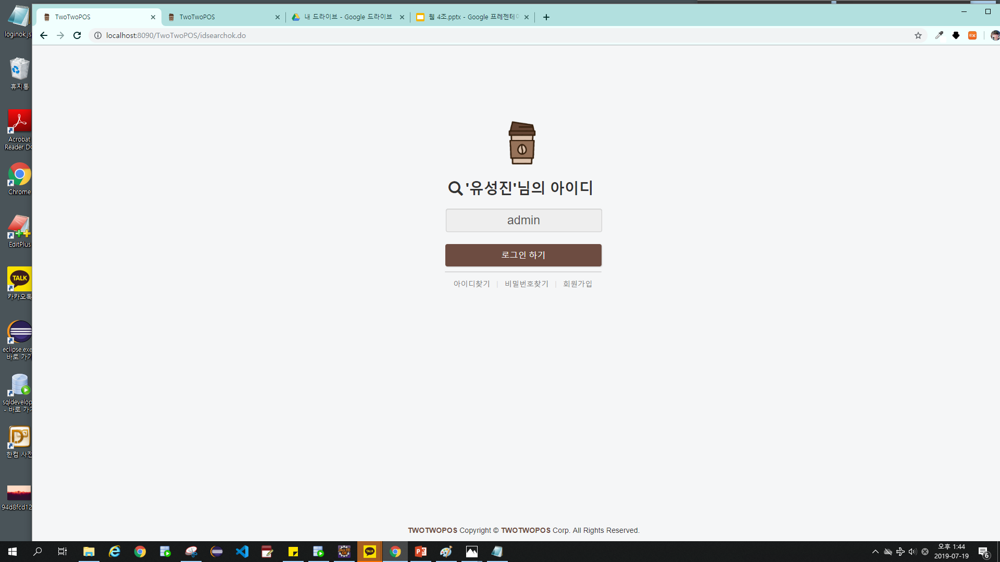 TwoTwoPOS
TwoTwoPOS
내 드라이브 - Google 드라이브
웹 4조.pptx - Google 프레젠테이
localhost:8090/TwoTwoPOS/idsearchok.do
loginok.js
휴지통
Acrobat
Reader DC
Chrome
EditPlus
TALK
카카오톡
eclipse.exe
바로 가기
sqldevelop
- 바로 가기
한컴 사전
94d8fcd12
'유성진'님의 아이디
admin
로그인 하기
아이디찾기 | 비밀번호찾기 | 회원가입
TWOTWOPOS Copyright © TWOTWOPOS Corp. All Rights Reserved.
TALK
오후 1:44
2019-07-19
6